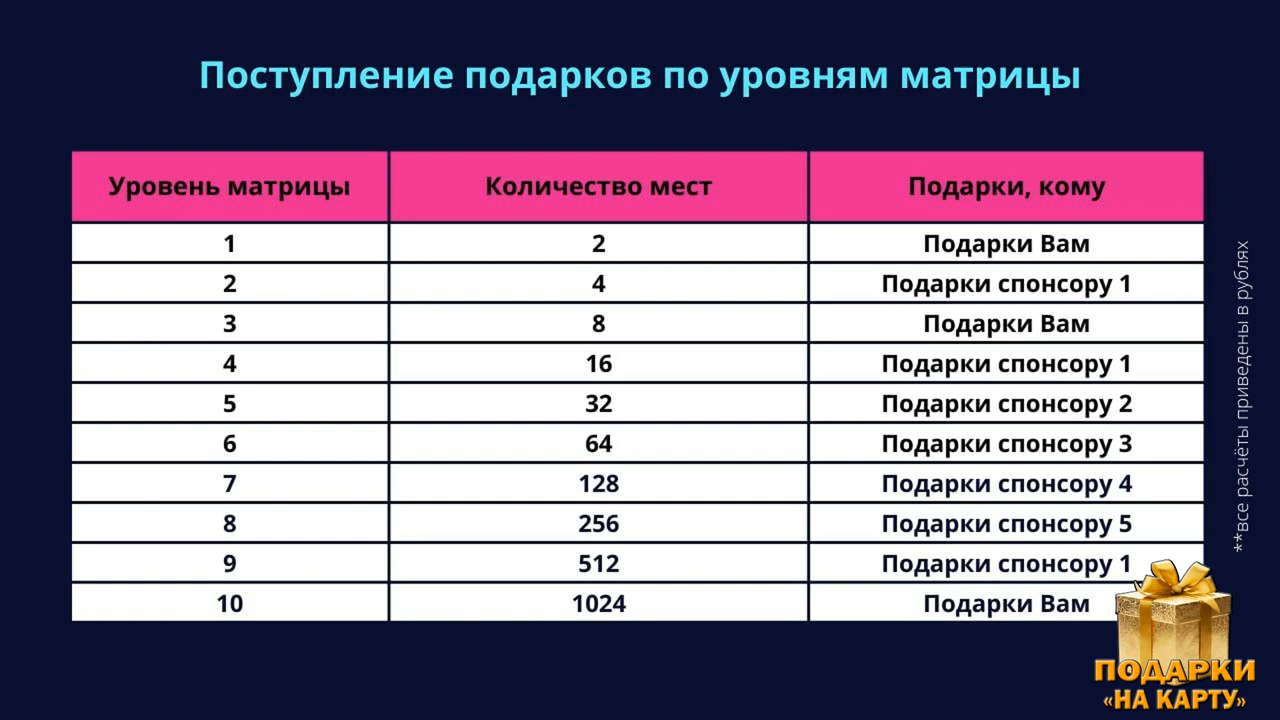 Поступление подарков по уровням матрицы
Уровень матрицы Количество мест Подарки, кому
1 2 Подарки Вам
2 4 Подарки спонсору 1
3 8 Подарки Вам
4 16 Подарки спонсору 1
5 32 Подарки спонсору 2
6 64 Подарки спонсору 3
7 128 Подарки спонсору 4
8 256 Подарки спонсору 5
9 512 Подарки спонсору 1
10 1024 Подарки Вам
**все расчёты приведены в рублях
ПОДАРКИ
«НА КАРТУ»